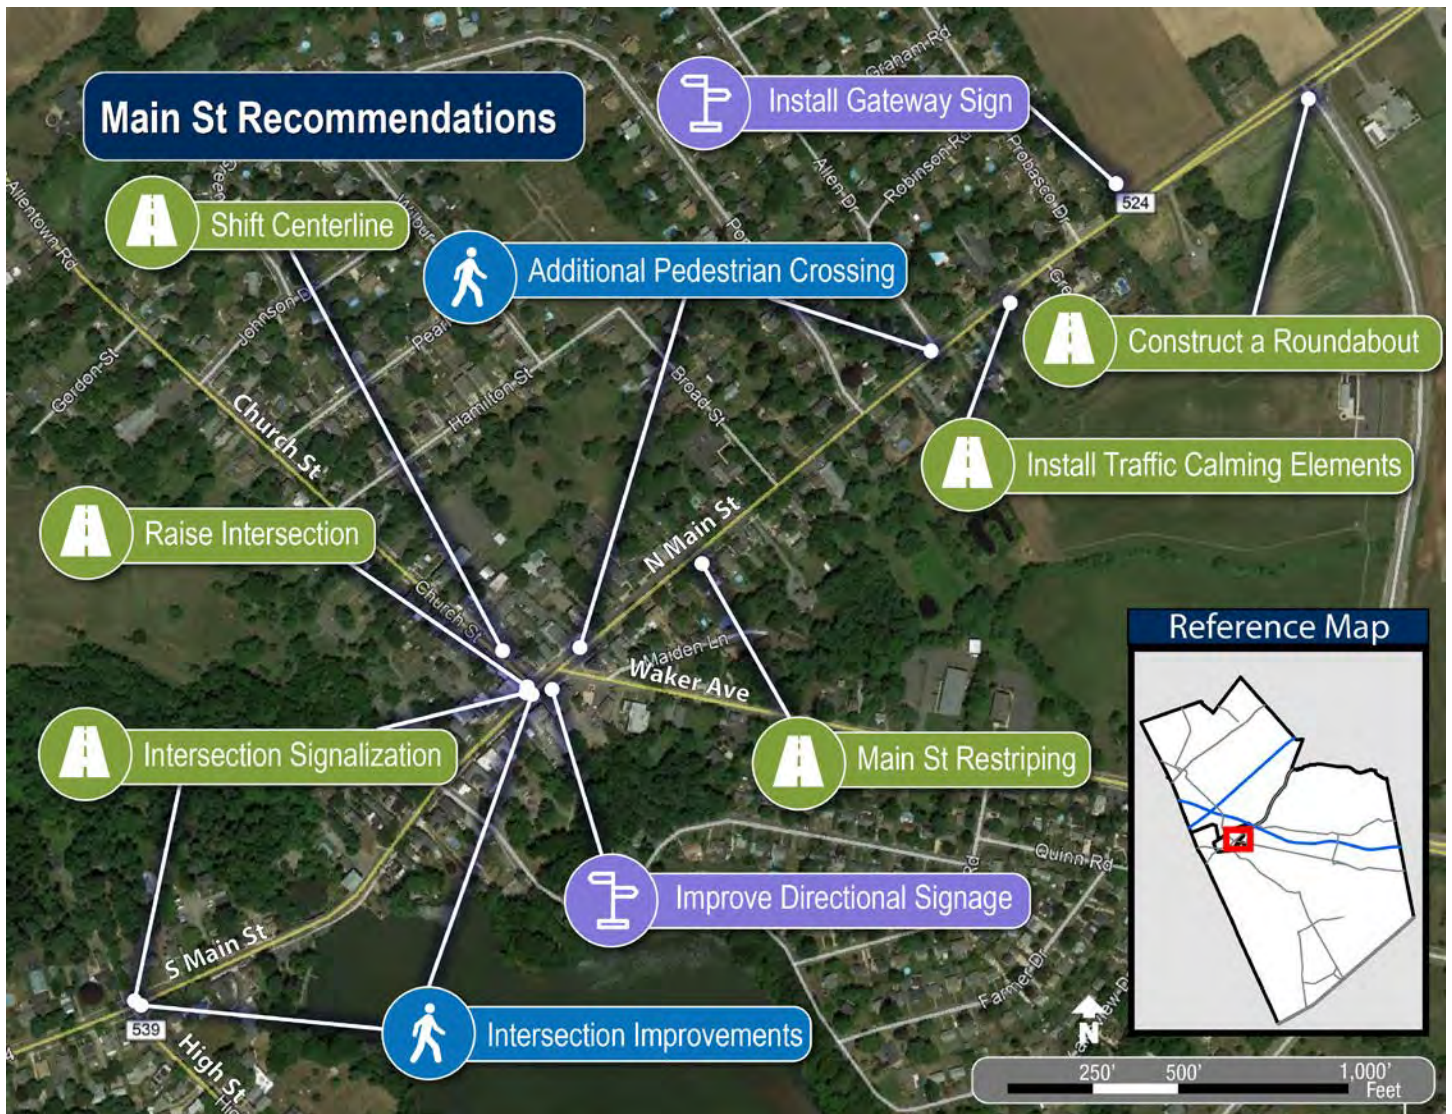 Main St Recommendations
Install Gateway Sign
Graham Rd
Robinson Rd
Allen Dr
Probasco Dr
524
Allentown Rd
Shift Centerline
Additional Pedestrian Crossing
Johnson D
Gordon St
Hamilton St
Broad St
Construct a Roundabout
Church St
Install Traffic Calming Elements
Raise Intersection
N Main St
Church St
Maiden Ln
Waker Ave
Reference Map
Intersection Signalization
Main St Restriping
Quinn Rd
Rd
Improve Directional Signage
S Main St
Farmer Dr
539
High St
Intersection Improvements
N
250' 500' 1,000'
Feet